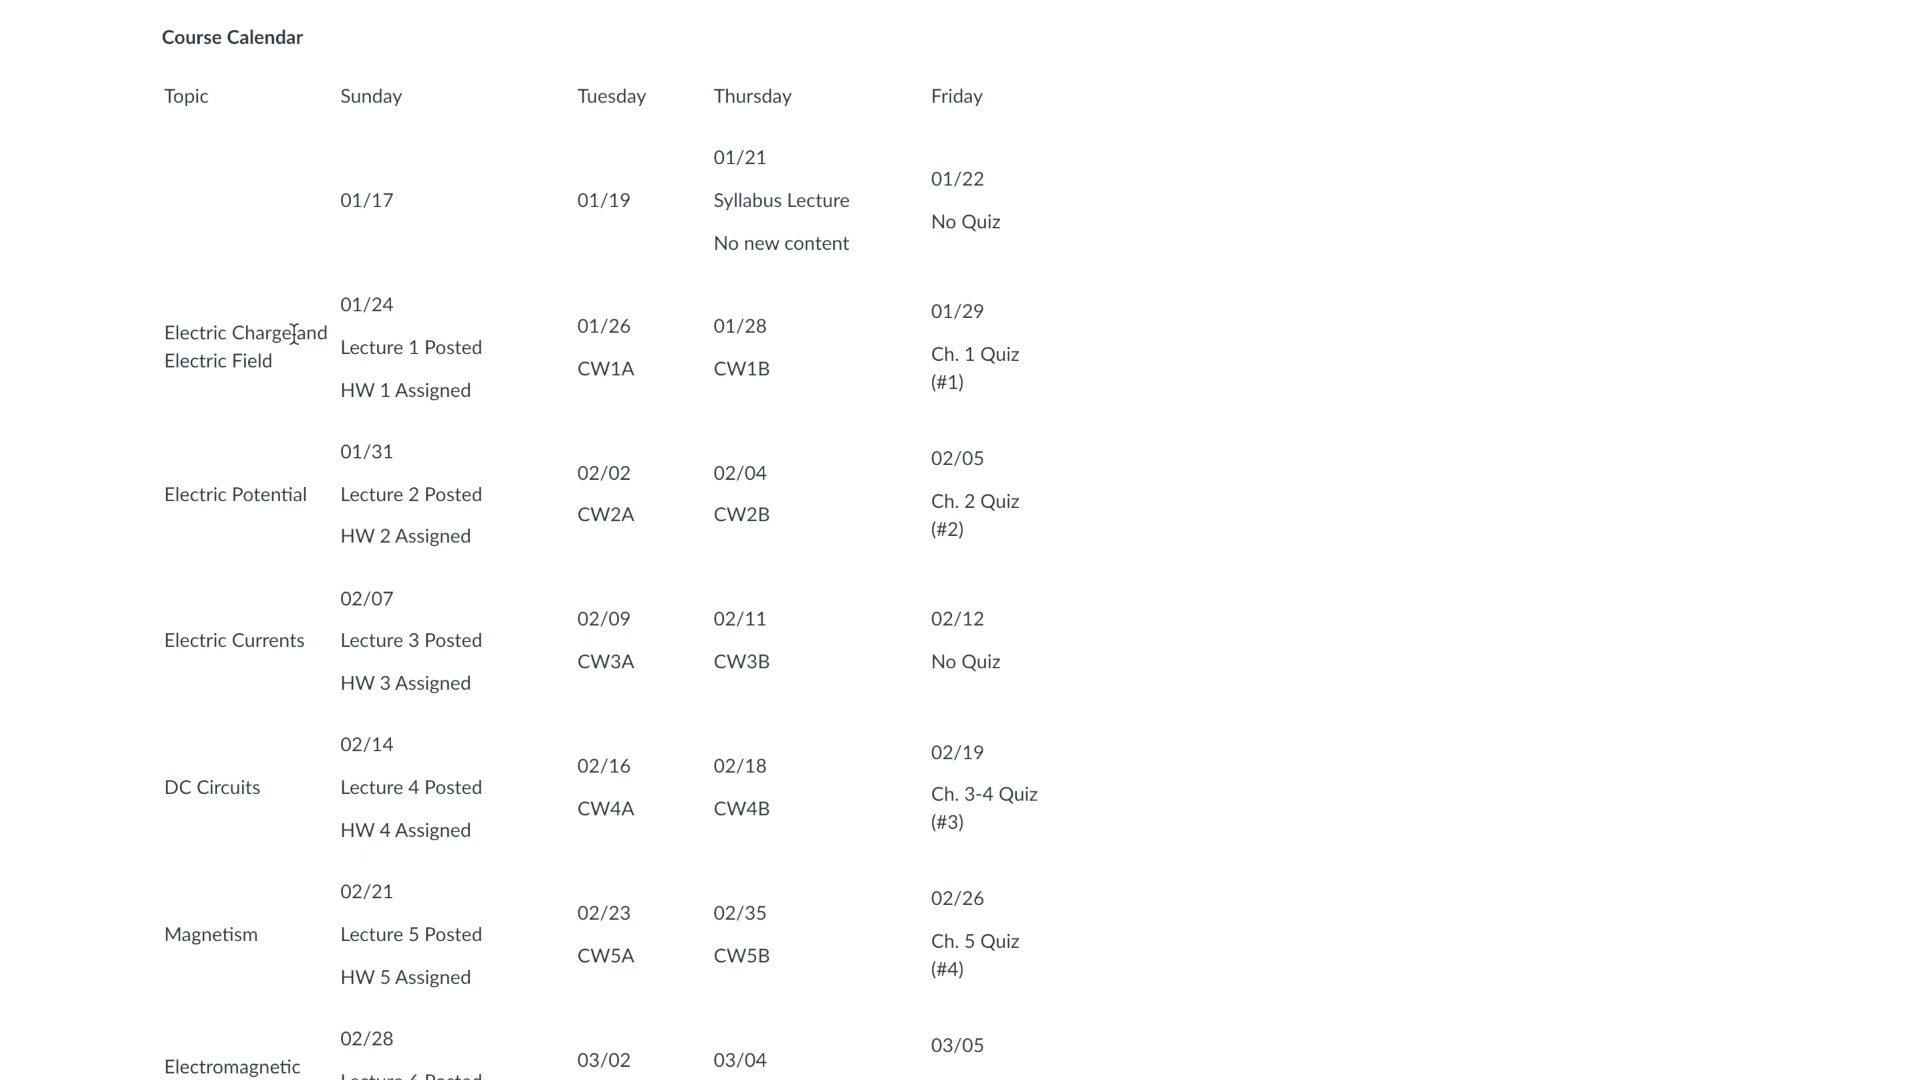 Course Calendar
Topic Sunday Tuesday Thursday Friday
01/17
01/19
01/21
Syllabus Lecture
No new content
01/22
No Quiz
Electric Charge and
Electric Field
01/24
Lecture 1 Posted
HW 1 Assigned
01/26
CW1A
01/28
CW1B
01/29
Ch. 1 Quiz
(#1)
Electric Potential
01/31
Lecture 2 Posted
HW 2 Assigned
02/02
CW2A
02/04
CW2B
02/05
Ch. 2 Quiz
(#2)
Electric Currents
02/07
Lecture 3 Posted
HW 3 Assigned
02/09
CW3A
02/11
CW3B
02/12
No Quiz
DC Circuits
02/14
Lecture 4 Posted
HW 4 Assigned
02/16
CW4A
02/18
CW4B
02/19
Ch. 3-4 Quiz
(#3)
Magnetism
02/21
Lecture 5 Posted
HW 5 Assigned
02/23
CW5A
02/35
CW5B
02/26
Ch. 5 Quiz
(#4)
Electromagnetic
02/28
Lecture 6 Posted
03/02
03/04
03/05